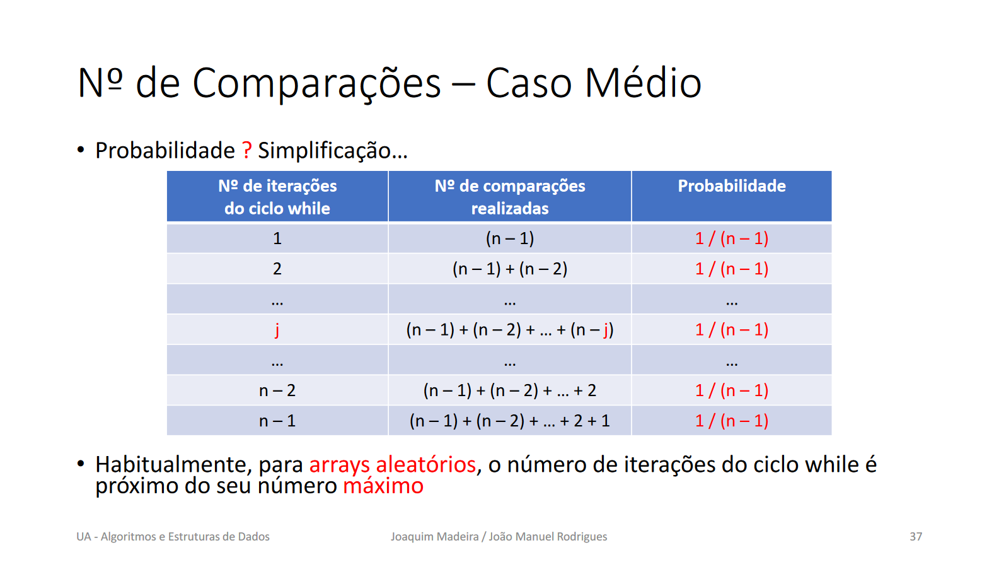 Nº de Comparações – Caso Médio
• Probabilidade ? Simplificação…
Nº de iterações do ciclo while | Nº de comparações realizadas | Probabilidade
1 | (n – 1) | 1 / (n – 1)
2 | (n – 1) + (n – 2) | 1 / (n – 1)
… | … | …
j | (n – 1) + (n – 2) + … + (n – j) | 1 / (n – 1)
… | … | …
n – 2 | (n – 1) + (n – 2) + … + 2 | 1 / (n – 1)
n – 1 | (n – 1) + (n – 2) + … + 2 + 1 | 1 / (n – 1)
• Habitualmente, para arrays aleatórios, o número de iterações do ciclo while é
próximo do seu número máximo
UA - Algoritmos e Estruturas de Dados Joaquim Madeira / João Manuel Rodrigues 37